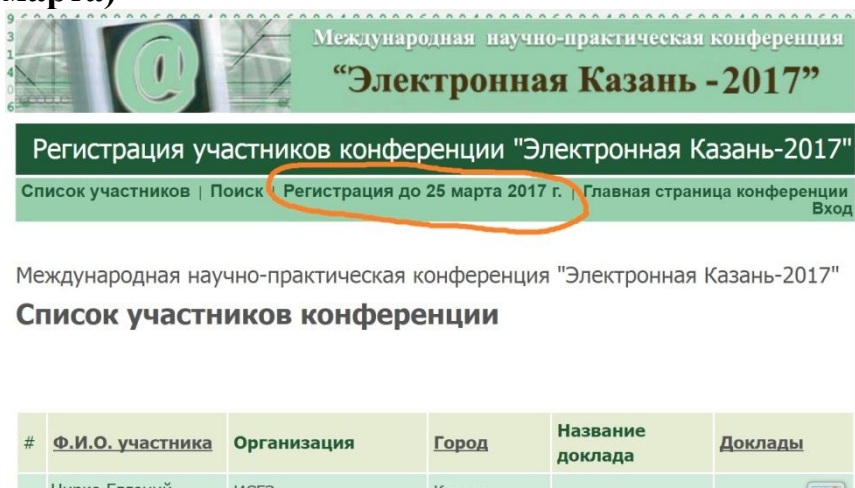 марта)
Международная научно-практическая конференция
“Электронная Казань - 2017”
Регистрация участников конференции "Электронная Казань-2017"
Список участников | Поиск | Регистрация до 25 марта 2017 г. | Главная страница конференции
Вход
Международная научно-практическая конференция "Электронная Казань-2017"
Список участников конференции
# Ф.И.О. участника Организация Город Название доклада Доклады